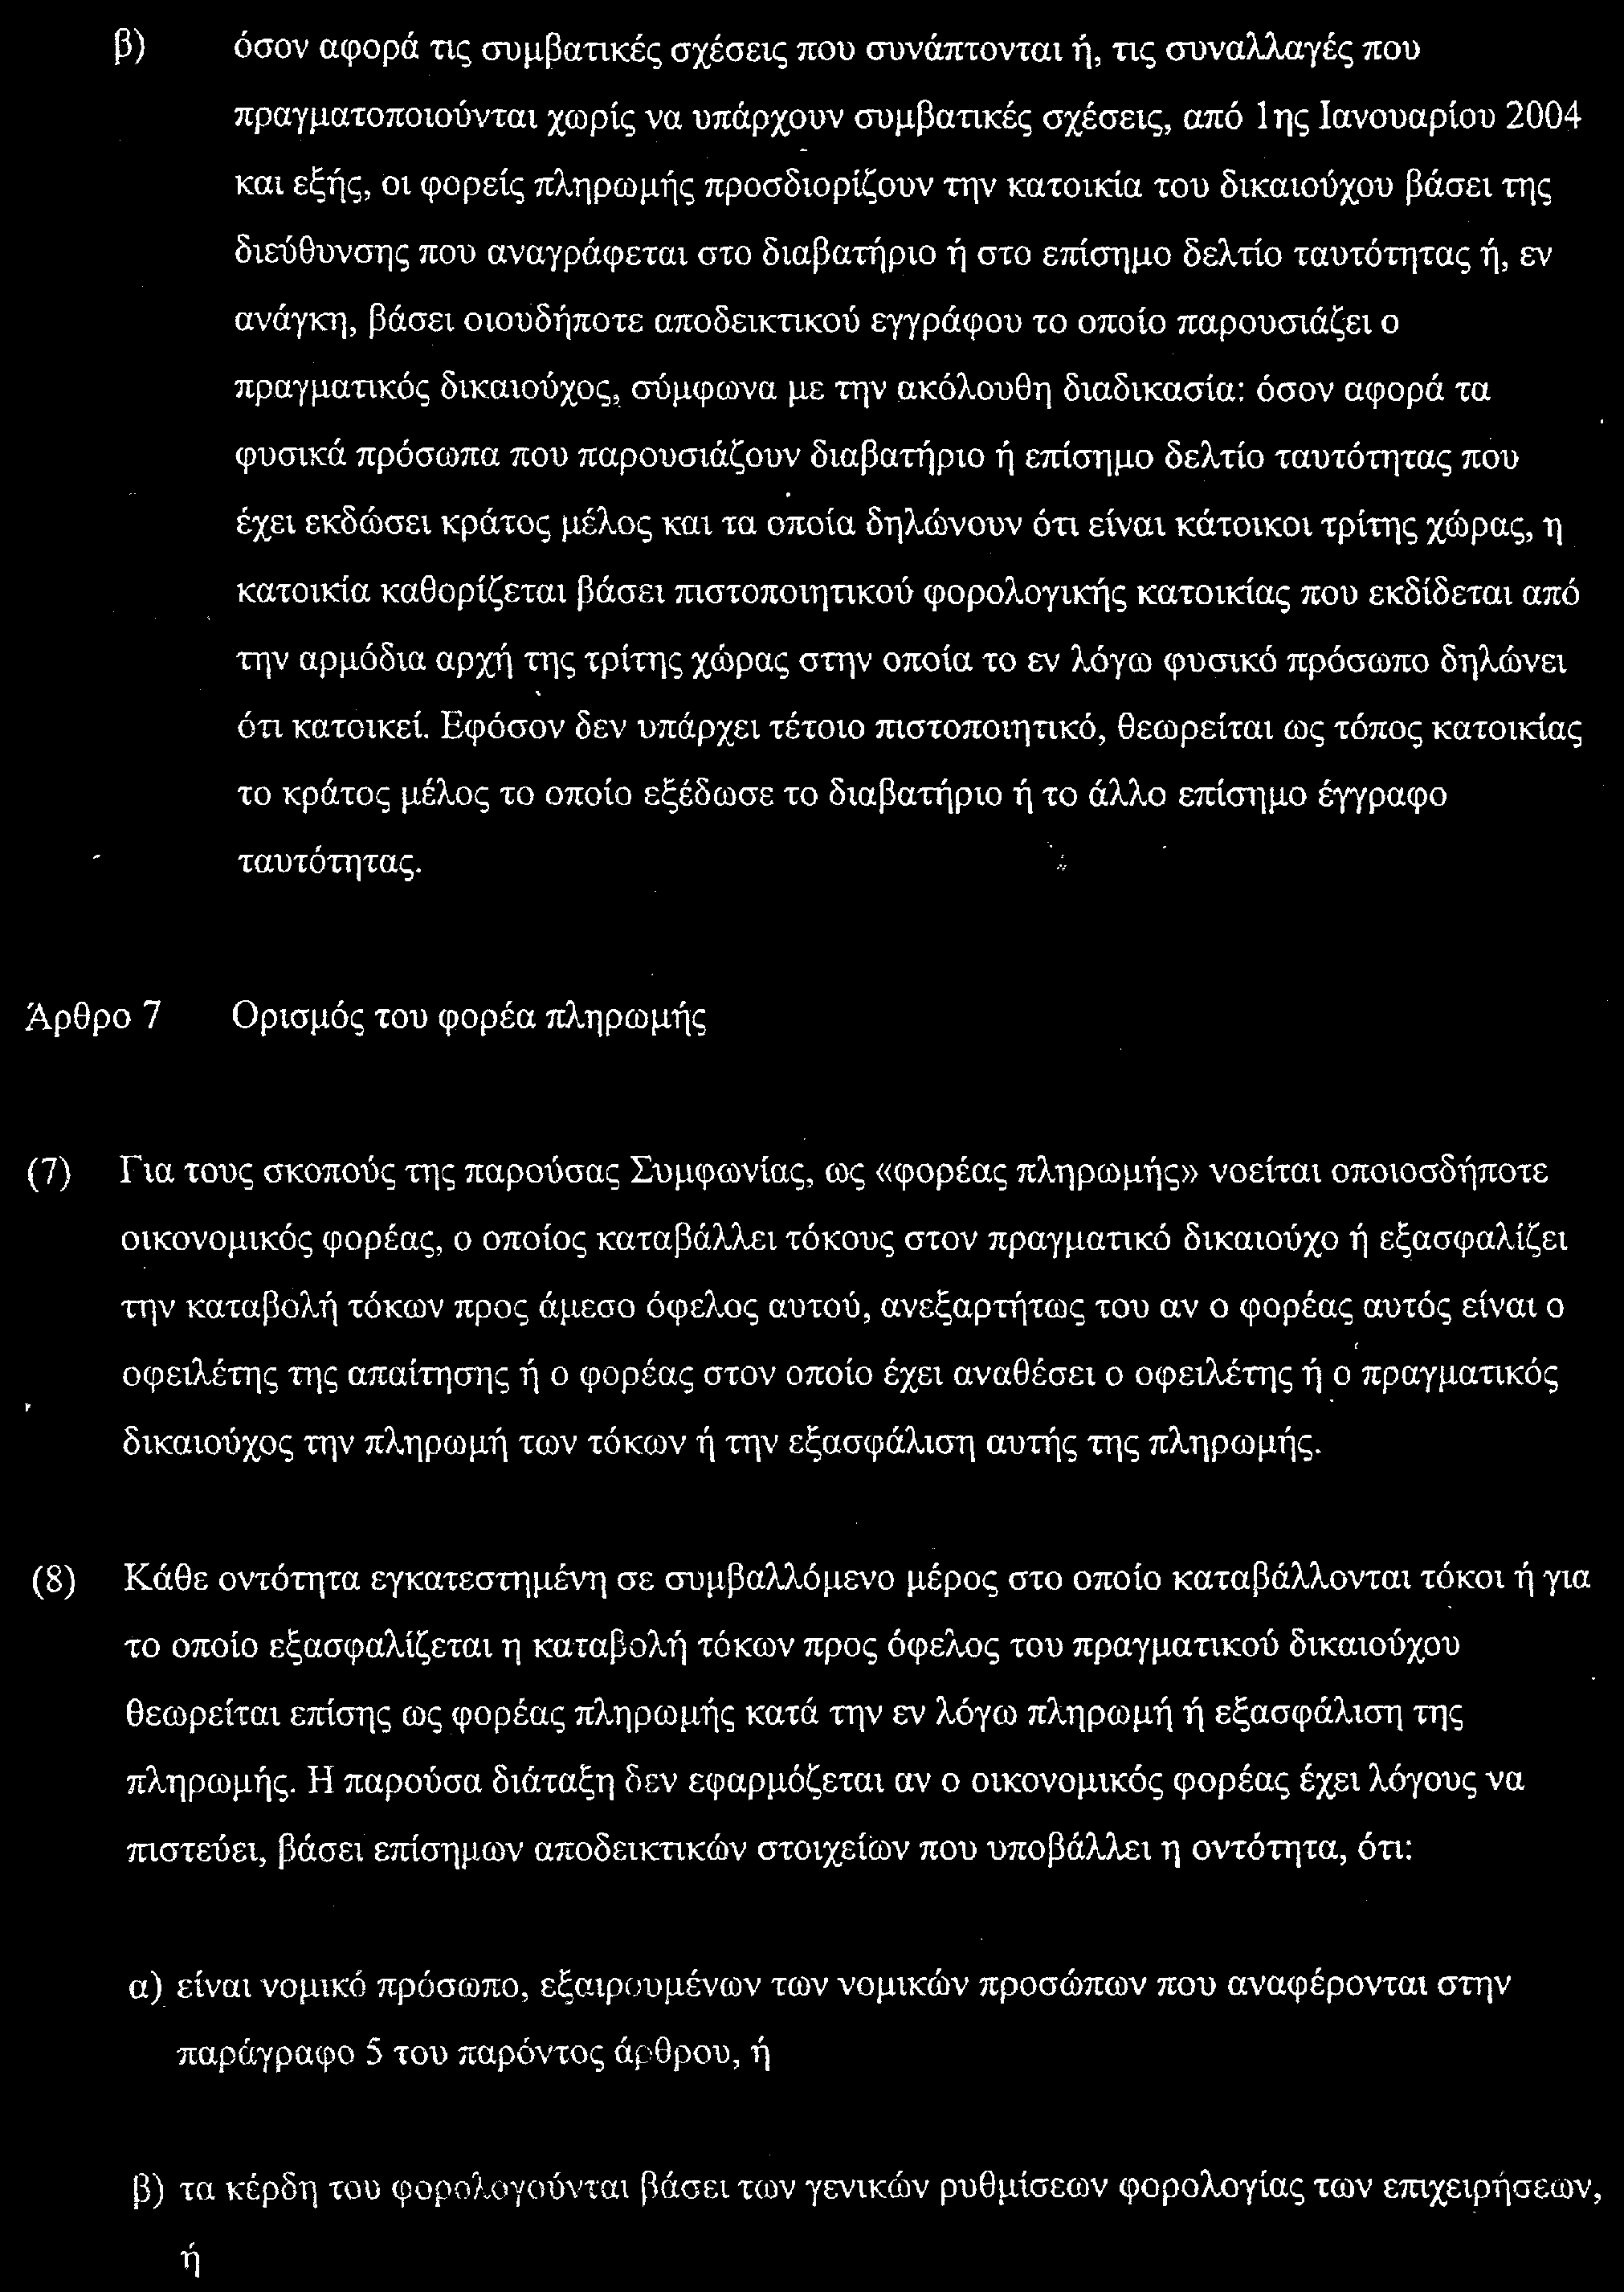 β) όσον αφορά τις συμβατικές σχέσεις που συνάπτονται ή, τις συναλλαγές που
πραγματοποιούνται χωρίς να υπάρχουν συμβατικές σχέσεις, από 1ης Ιανουαρίου 2004
και εξής, οι φορείς πληρωμής προσδιορίζουν την κατοικία του δικαιούχου βάσει της
διεύθυνσης που αναγράφεται στο διαβατήριο ή στο επίσημο δελτίο ταυτότητας ή, εν
ανάγκη, βάσει οιουδήποτε αποδεικτικού εγγράφου το οποίο παρουσιάζει ο
πραγματικός δικαιούχος, σύμφωνα με την ακόλουθη διαδικασία: όσον αφορά τα
φυσικά πρόσωπα που παρουσιάζουν διαβατήριο ή επίσημο δελτίο ταυτότητας που
έχει εκδώσει κράτος μέλος και τα οποία δηλώνουν ότι είναι κάτοικοι τρίτης χώρας, η
κατοικία καθορίζεται βάσει πιστοποιητικού φορολογικής κατοικίας που εκδίδεται από
την αρμόδια αρχή της τρίτης χώρας στην οποία το εν λόγω φυσικό πρόσωπο δηλώνει
ότι κατοικεί. Εφόσον δεν υπάρχει τέτοιο πιστοποιητικό, θεωρείται ως τόπος κατοικίας
το κράτος μέλος το οποίο εξέδωσε το διαβατήριο ή το άλλο επίσημο έγγραφο
ταυτότητας.
Άρθρο 7 Ορισμός του φορέα πληρωμής
(7) Για τους σκοπούς της παρούσας Συμφωνίας, ως «φορέας πληρωμής» νοείται οποιοσδήποτε
οικονομικός φορέας, ο οποίος καταβάλλει τόκους στον πραγματικό δικαιούχο ή εξασφαλίζει
την καταβολή τόκων προς άμεσο όφελος αυτού, ανεξαρτήτως του αν ο φορέας αυτός είναι ο
οφειλέτης της απαίτησης ή ο φορέας στον οποίο έχει αναθέσει ο οφειλέτης ή ο πραγματικός
δικαιούχος την πληρωμή των τόκων ή την εξασφάλιση αυτής της πληρωμής.
(8) Κάθε οντότητα εγκατεστημένη σε συμβαλλόμενο μέρος στο οποίο καταβάλλονται τόκοι ή για
το οποίο εξασφαλίζεται η καταβολή τόκων προς όφελος του πραγματικού δικαιούχου
θεωρείται επίσης ως φορέας πληρωμής κατά την εν λόγω πληρωμή ή εξασφάλιση της
πληρωμής. Η παρούσα διάταξη δεν εφαρμόζεται αν ο οικονομικός φορέας έχει λόγους να
πιστεύει, βάσει επίσημων αποδεικτικών στοιχείων που υποβάλλει η οντότητα, ότι:
α) είναι νομικό πρόσωπο, εξαιρουμένων των νομικών προσώπων που αναφέρονται στην
παράγραφο 5 του παρόντος άρθρου, ή
β) τα κέρδη του φορολογούνται βάσει των γενικών ρυθμίσεων φορολογίας των επιχειρήσεων,
ή